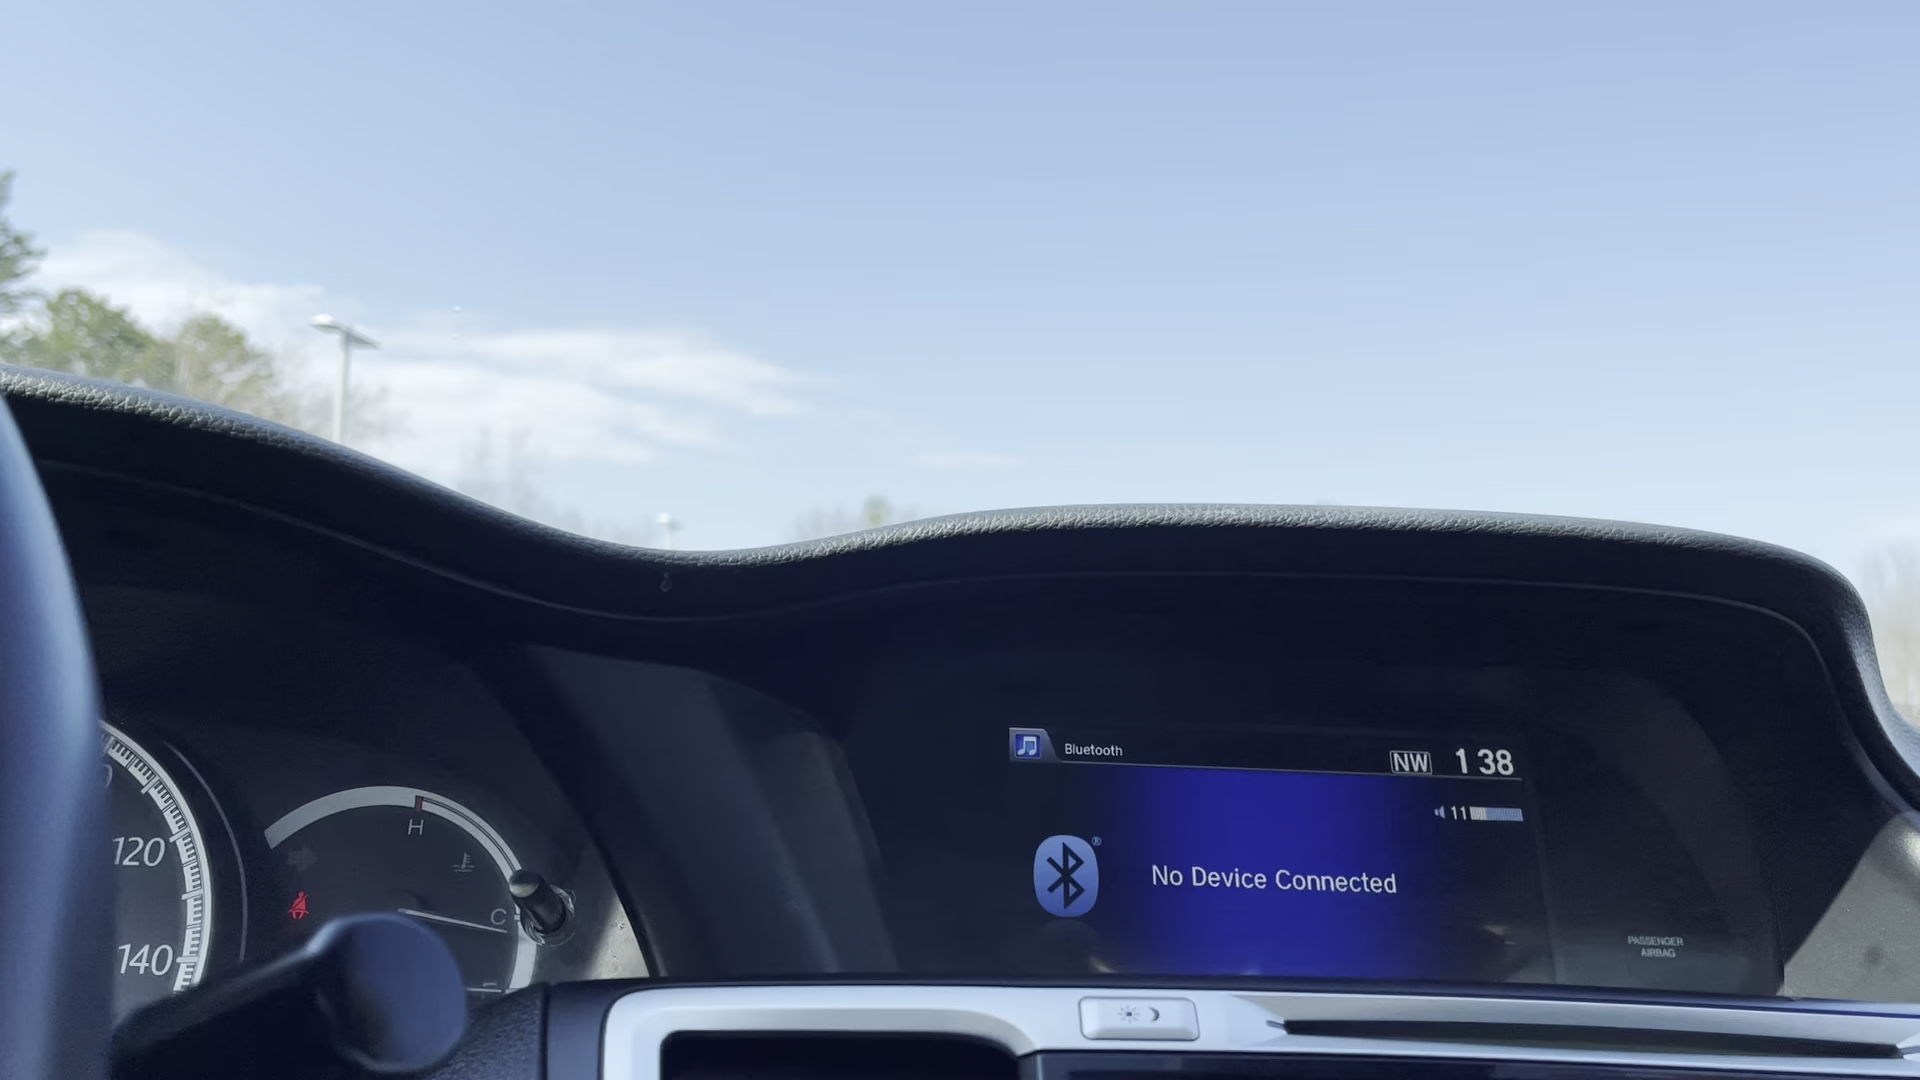 Bluetooth
NW 1 38
11
No Device Connected
®
120
140
H
C
PASSENGER
AIRBAG